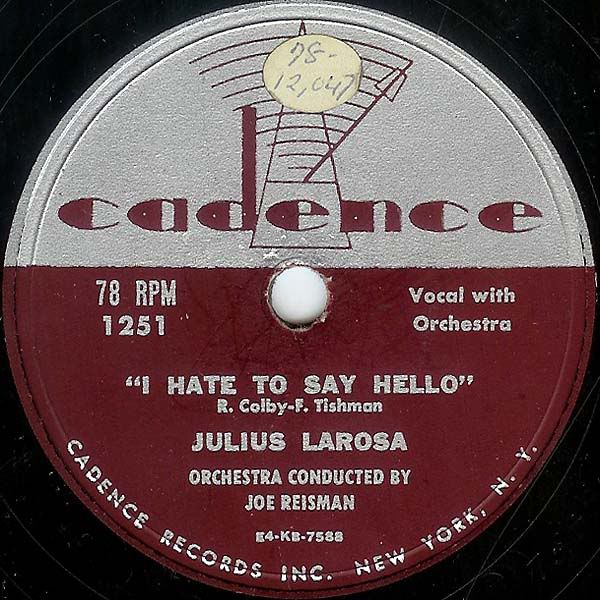 78-
12,047
cadence
78 RPM
1251
Vocal with
Orchestra
"I HATE TO SAY HELLO"
R. Colby-F. Tishman
JULIUS LAROSA
ORCHESTRA CONDUCTED BY
JOE REISMAN
E4-KB-7588
CADENCE RECORDS INC. NEW YORK, N. Y.